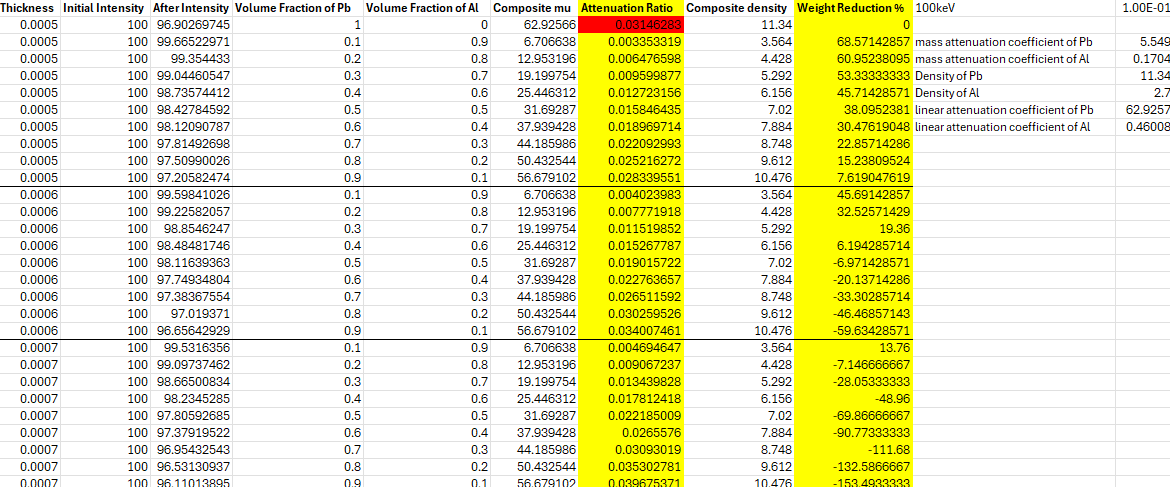 Thickness Initial Intensity After Intensity Volume Fraction of Pb Volume Fraction of Al Composite mu Attenuation Ratio Composite density Weight Reduction % 100keV 1.00E-01
0.0005 100 96.90269745 1 0 62.92566 0.03146283 11.34 0
0.0005 100 99.66522971 0.1 0.9 6.706638 0.003353319 3.564 68.57142857 mass attenuation coefficient of Pb 5.549
0.0005 100 99.354433 0.2 0.8 12.953196 0.006476598 4.428 60.95238095 mass attenuation coefficient of Al 0.1704
0.0005 100 99.04460547 0.3 0.7 19.199754 0.009599877 5.292 53.33333333 Density of Pb 11.34
0.0005 100 98.73574412 0.4 0.6 25.446312 0.012723156 6.156 45.71428571 Density of Al 2.7
0.0005 100 98.42784592 0.5 0.5 31.69287 0.015846435 7.02 38.0952381 linear attenuation coefficient of Pb 62.9257
0.0005 100 98.12090787 0.6 0.4 37.939428 0.018969714 7.884 30.47619048 linear attenuation coefficient of Al 0.46008
0.0005 100 97.81492698 0.7 0.3 44.185986 0.022092993 8.748 22.85714286
0.0005 100 97.50990026 0.8 0.2 50.432544 0.025216272 9.612 15.23809524
0.0005 100 97.20582474 0.9 0.1 56.679102 0.028339551 10.476 7.619047619
0.0006 100 99.59841026 0.1 0.9 6.706638 0.004023983 3.564 45.69142857
0.0006 100 99.22582057 0.2 0.8 12.953196 0.007771918 4.428 32.52571429
0.0006 100 98.8546247 0.3 0.7 19.199754 0.011519852 5.292 19.36
0.0006 100 98.48481746 0.4 0.6 25.446312 0.015267787 6.156 6.194285714
0.0006 100 98.11639363 0.5 0.5 31.69287 0.019015722 7.02 -6.971428571
0.0006 100 97.74934804 0.6 0.4 37.939428 0.022763657 7.884 -20.13714286
0.0006 100 97.38367554 0.7 0.3 44.185986 0.026511592 8.748 -33.30285714
0.0006 100 97.019371 0.8 0.2 50.432544 0.030259526 9.612 -46.46857143
0.0006 100 96.65642929 0.9 0.1 56.679102 0.034007461 10.476 -59.63428571
0.0007 100 99.5316356 0.1 0.9 6.706638 0.004694647 3.564 13.76
0.0007 100 99.09737462 0.2 0.8 12.953196 0.009067237 4.428 -7.146666667
0.0007 100 98.66500834 0.3 0.7 19.199754 0.013439828 5.292 -28.05333333
0.0007 100 98.2345285 0.4 0.6 25.446312 0.017812418 6.156 -48.96
0.0007 100 97.80592685 0.5 0.5 31.69287 0.022185009 7.02 -69.86666667
0.0007 100 97.37919522 0.6 0.4 37.939428 0.0265576 7.884 -90.77333333
0.0007 100 96.95432543 0.7 0.3 44.185986 0.03093019 8.748 -111.68
0.0007 100 96.53130937 0.8 0.2 50.432544 0.035302781 9.612 -132.5866667
0.0007 100 96.11013895 0.9 0.1 56.679102 0.039675371 10.476 -153.4933333